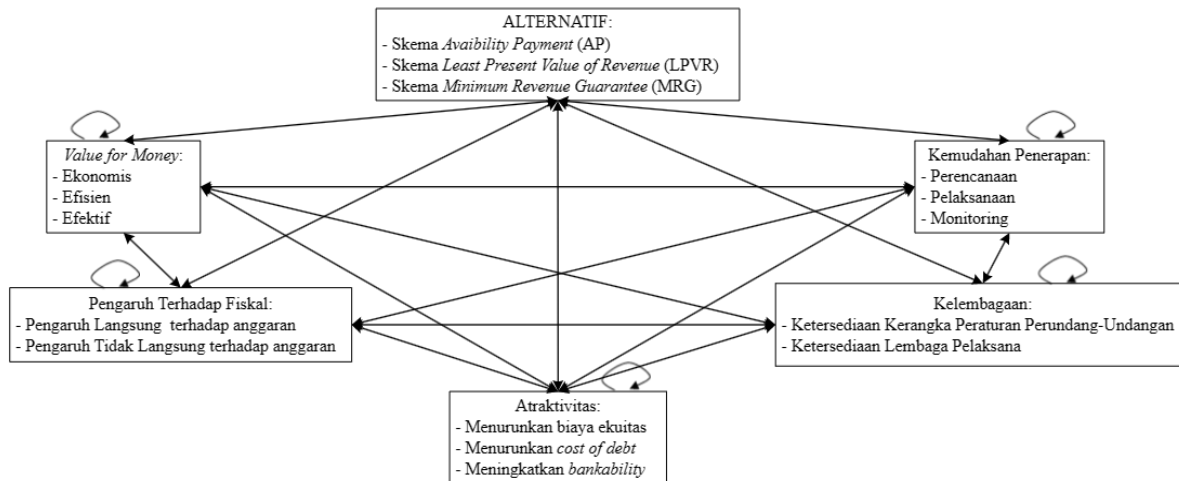 ALTERNATIF:
- Skema Avaibility Payment (AP)
- Skema Least Present Value of Revenue (LPVR)
- Skema Minimum Revenue Guarantee (MRG)
Value for Money:
- Ekonomis
- Efisien
- Efektif
Kemudahan Penerapan:
- Perencanaan
- Pelaksanaan
- Monitoring
Pengaruh Terhadap Fiskal:
- Pengaruh Langsung terhadap anggaran
- Pengaruh Tidak Langsung terhadap anggaran
Kelembagaan:
- Ketersediaan Kerangka Peraturan Perundang-Undangan
- Ketersediaan Lembaga Pelaksana
Atraktivitas:
- Menurunkan biaya ekuitas
- Menurunkan cost of debt
- Meningkatkan bankability